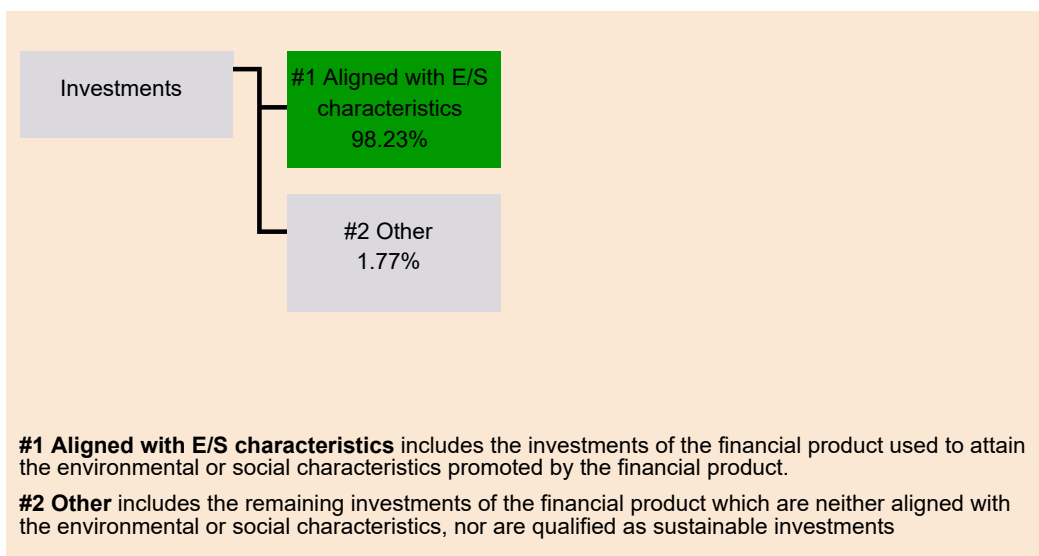 Investments
#1 Aligned with E/S
characteristics
98.23%
#2 Other
1.77%
#1 Aligned with E/S characteristics includes the investments of the financial product used to attain
the environmental or social characteristics promoted by the financial product.
#2 Other includes the remaining investments of the financial product which are neither aligned with
the environmental or social characteristics, nor are qualified as sustainable investments